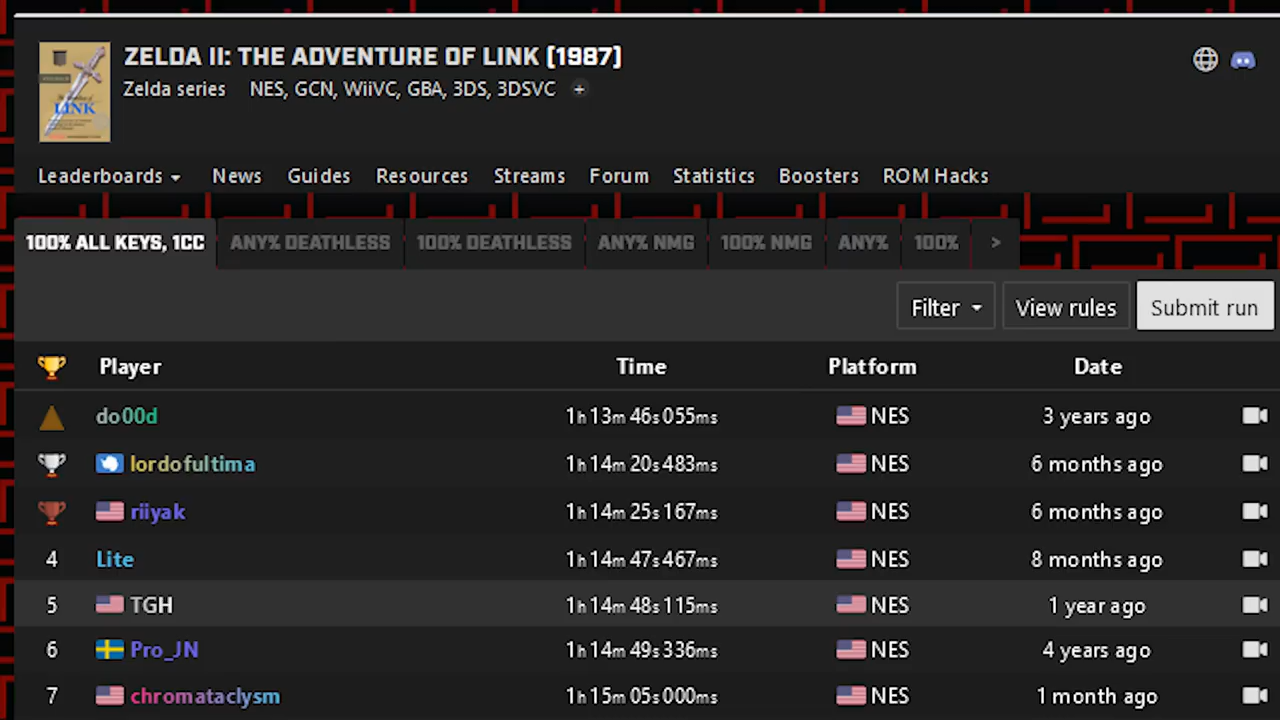 ZELDA II: THE ADVENTURE OF LINK (1987)
Zelda series NES, GCN, WiiVC, GBA, 3DS, 3DSVC +
LINK
Leaderboards News Guides Resources Streams Forum Statistics Boosters ROM Hacks
100% ALL KEYS, 1CC ANY% DEATHLESS 100% DEATHLESS ANY% NMG 100% NMG ANY% 100% >
Filter View rules Submit run
Player Time Platform Date
do00d 1h 13m 46s 055ms NES 3 years ago
lordofultima 1h 14m 20s 483ms NES 6 months ago
riiyak 1h 14m 25s 167ms NES 6 months ago
4 Lite 1h 14m 47s 467ms NES 8 months ago
5 TGH 1h 14m 48s 115ms NES 1 year ago
6 Pro_JN 1h 14m 49s 336ms NES 4 years ago
7 chromataclysm 1h 15m 05s 000ms NES 1 month ago